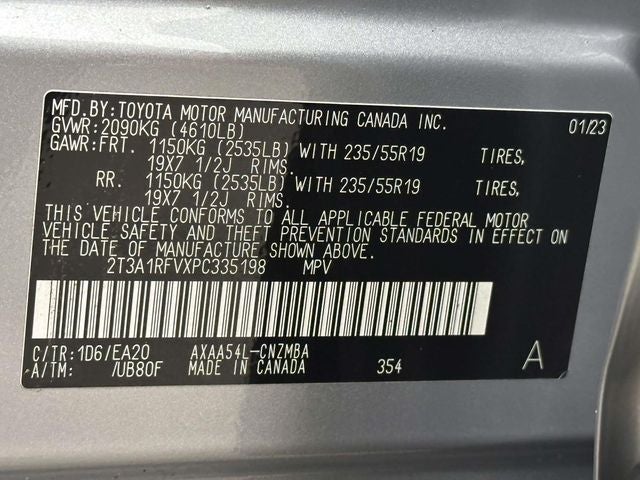 MFD.BY:TOYOTA MOTOR MANUFACTURING CANADA INC. 01/23
GVWR:2090KG (4610LB)
GAWR:FRT. 1150KG (2535LB) WITH 235/55R19 TIRES,
19X7 1/2J RIMS.
RR. 1150KG (2535LB) WITH 235/55R19 TIRES,
19X7 1/2J RIMS.
THIS VEHICLE CONFORMS TO ALL APPLICABLE FEDERAL MOTOR
VEHICLE SAFETY AND THEFT PREVENTION STANDARDS IN EFFECT ON
THE DATE OF MANUFACTURE SHOWN ABOVE.
2T3A1RFVXPC335198 MPV
C/TR:1D6/EA20 AXAA54L-CNZMBA A
A/TM: /UB80F MADE IN CANADA 354